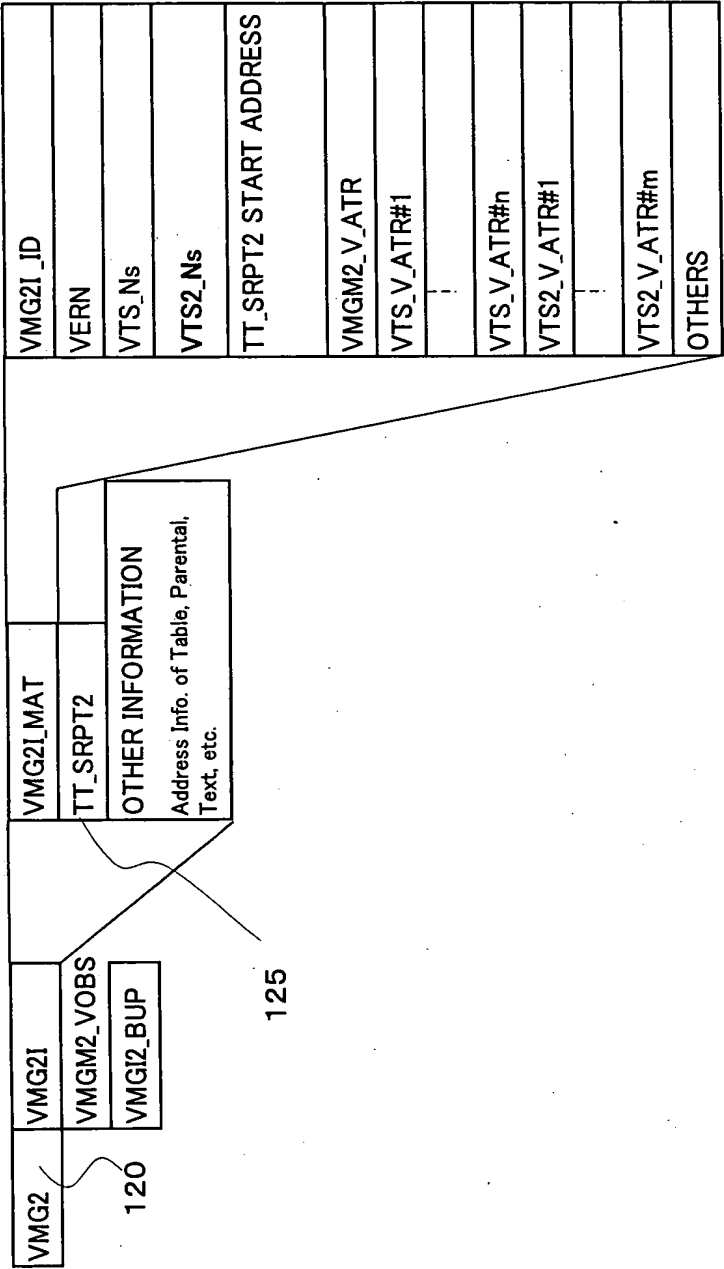 VMG2
120
VMG2I
VMGM2_VOBS
VMGI2_BUP
125
VMG2I_MAT
TT_SRPT2
OTHER INFORMATION
Address Info. of Table, Parental,
Text, etc.
VMG2I_ID
VERN
VTS_Ns
VTS2_Ns
TT_SRPT2 START ADDRESS
VMGM2_V_ATR
VTS_V_ATR#1
VTS_V_ATR#n
VTS2_V_ATR#1
VTS2_V_ATR#m
OTHERS